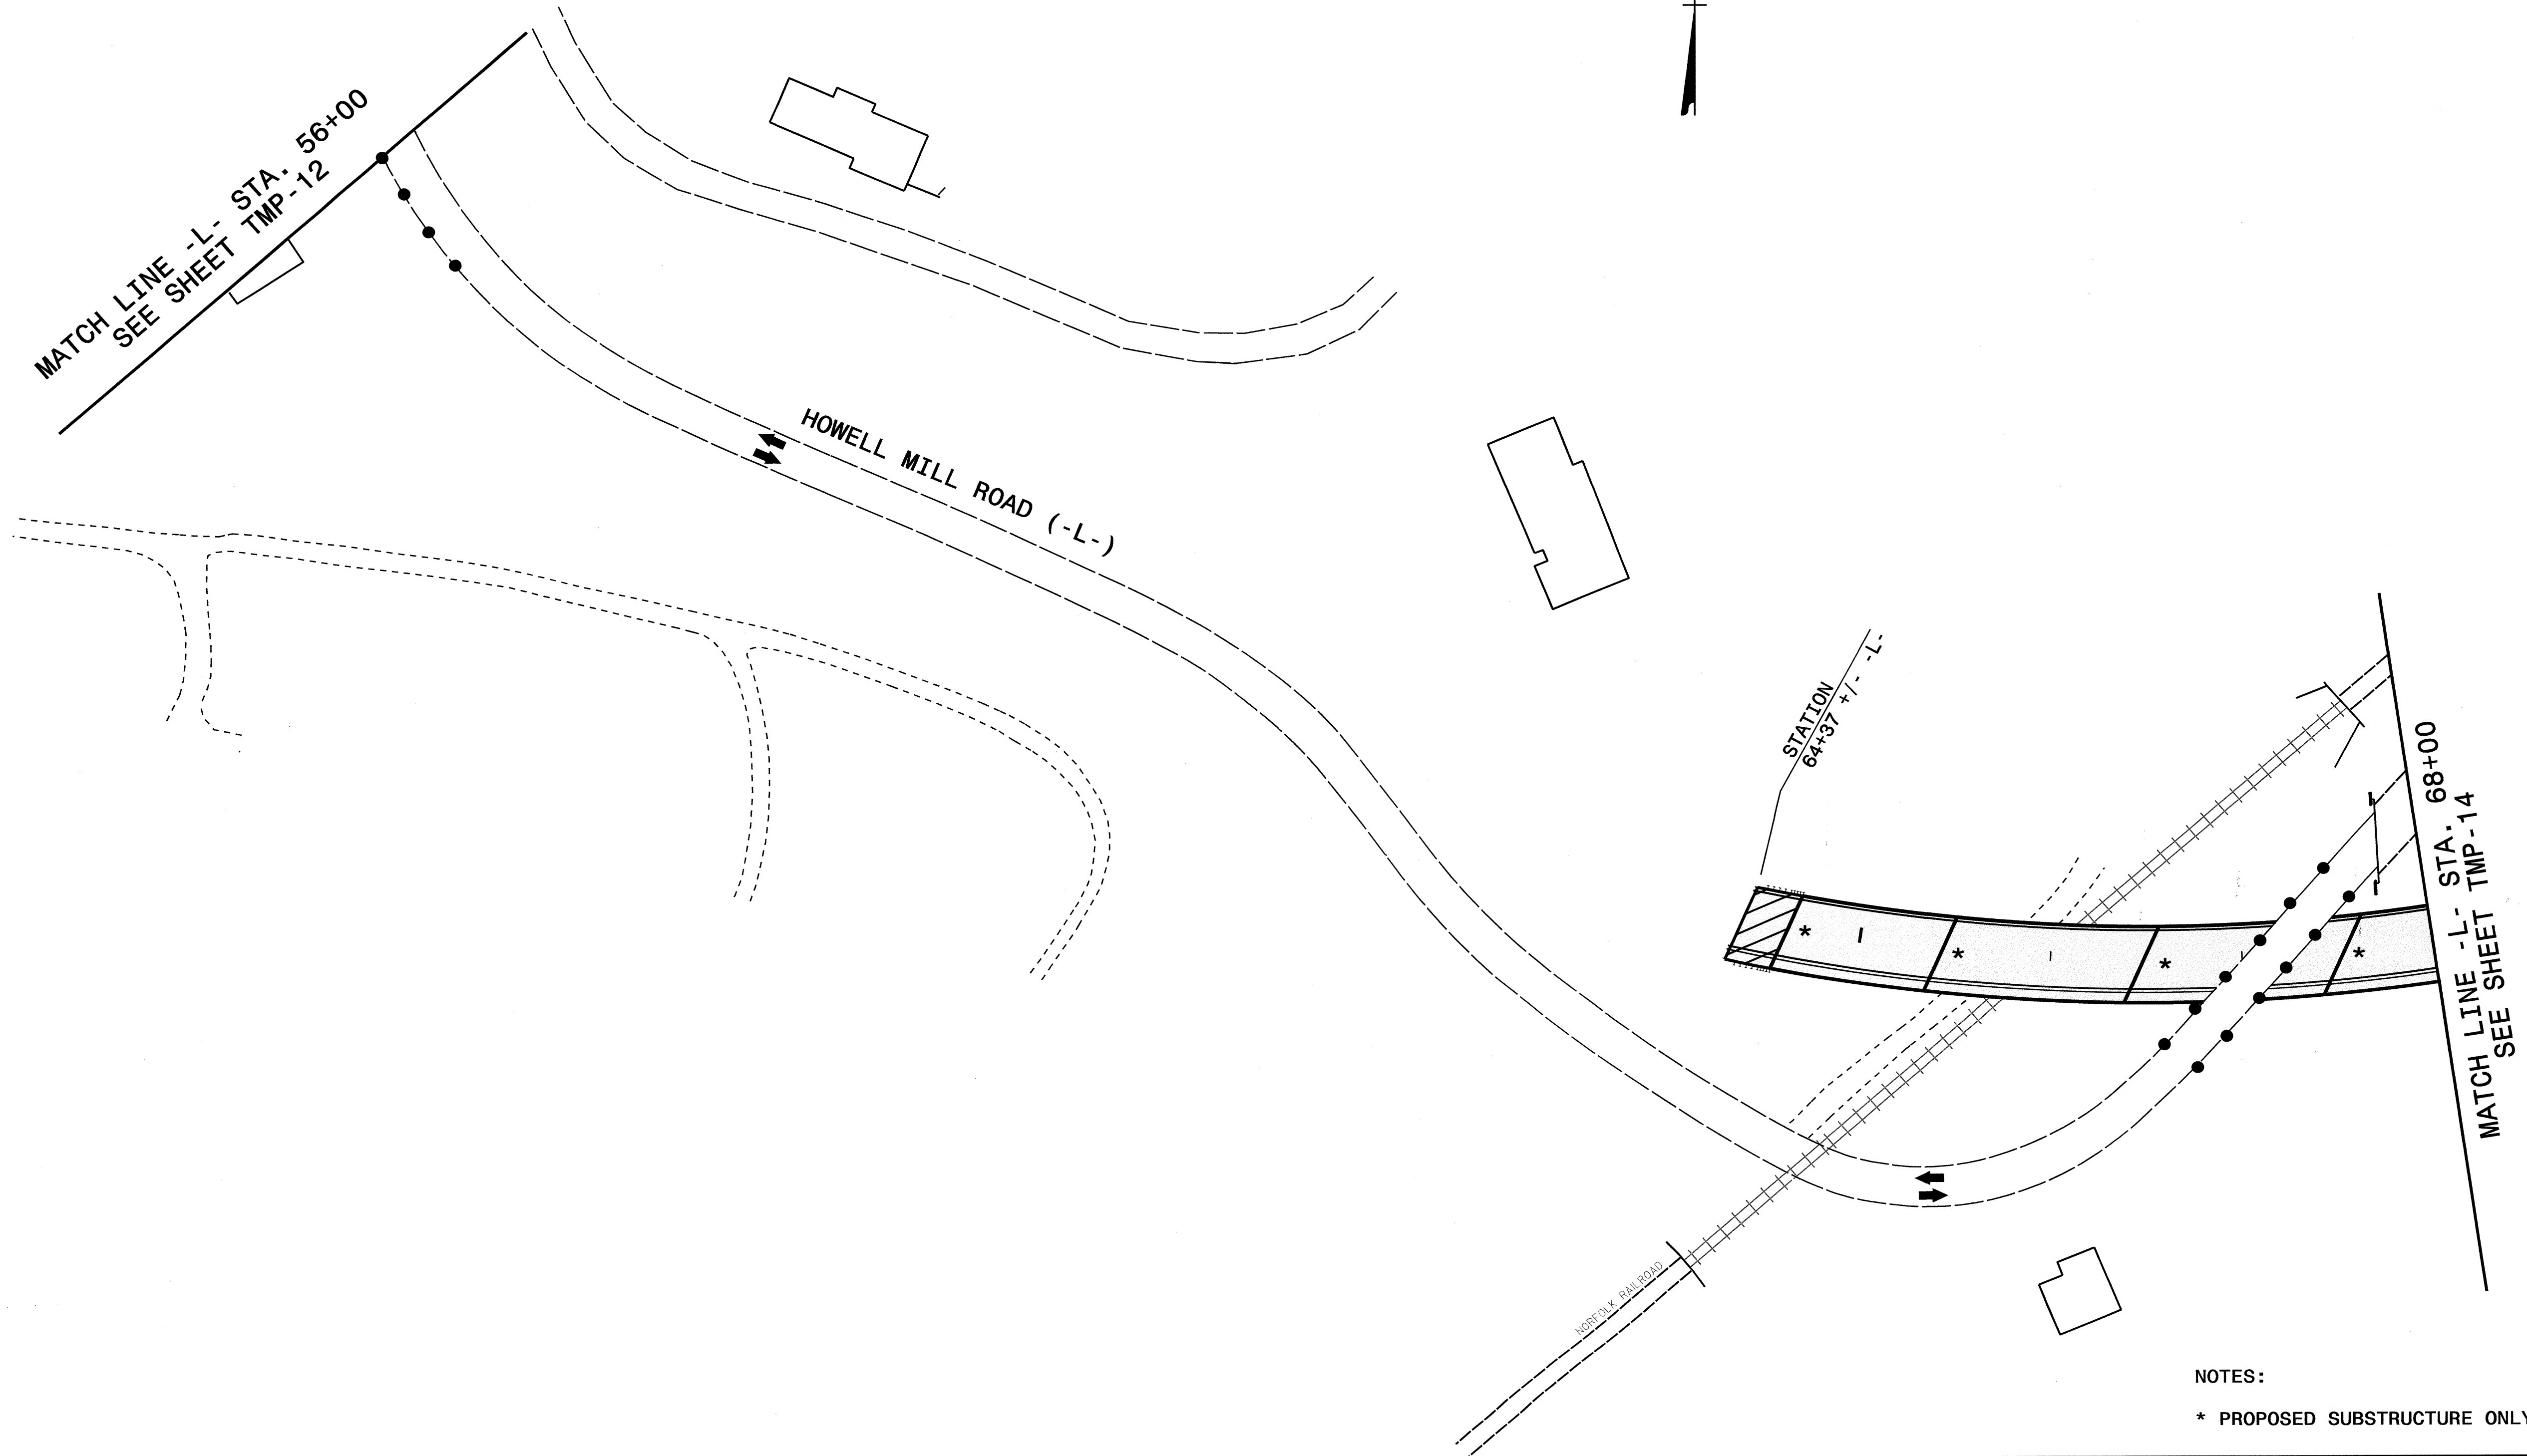 MATCH LINE -L- STA. 56+00
SEE SHEET TMP-12
HOWELL MILL ROAD (-L-)
STATION
64+37 +/- -L-
MATCH LINE -L- STA. 68+00
SEE SHEET TMP-14
*
*
*
*
NORFOLK RAILROAD
NOTES:
* PROPOSED SUBSTRUCTURE ONLY